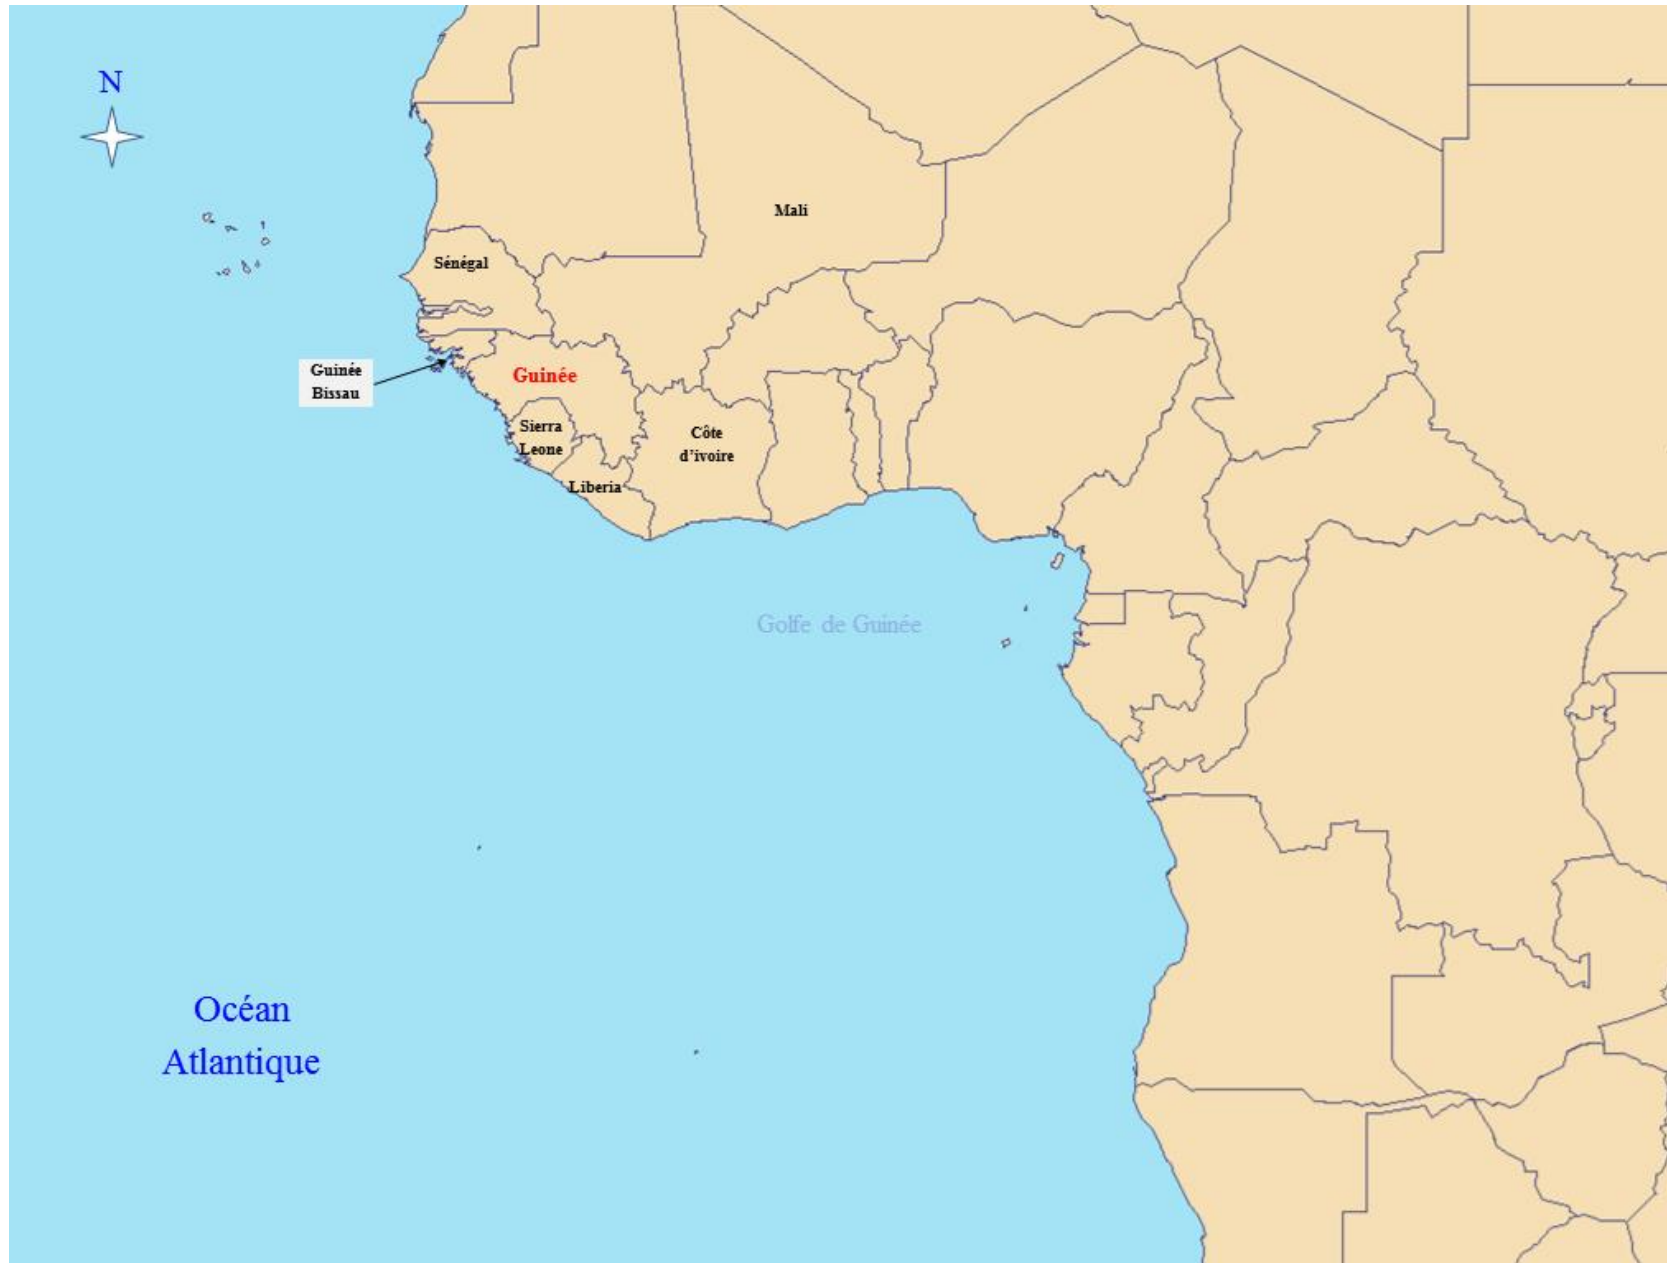 N
Mali
Sénégal
Guinée
Bissau
Guinée
Sierra
Leone
Côte
d’ivoire
Liberia
Golfe de Guinée
Océan
Atlantique